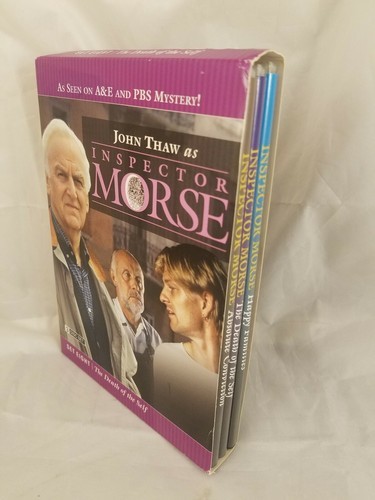 AS SEEN ON A&E AND PBS MYSTERY!
JOHN THAW as
INSPECTOR
MORSE
SET EIGHT The Death of the Self
INSPECTOR MORSE: Absolute Conviction
INSPECTOR MORSE: The Death of the Self
INSPECTOR MORSE: Happy Families